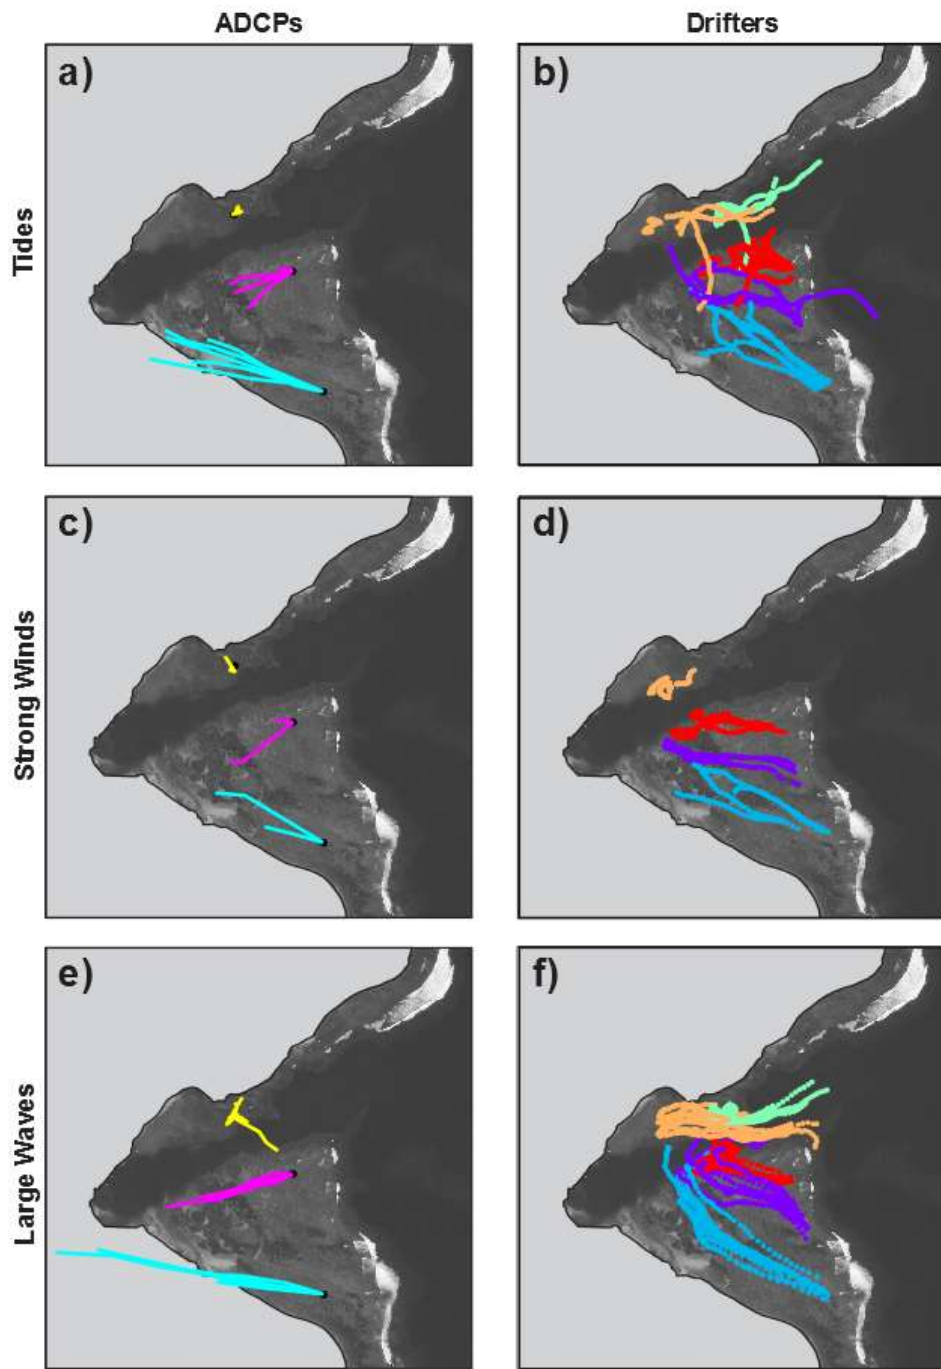 ADCPs
Drifters
Tides
a)
b)
Strong Winds
c)
d)
Large Waves
e)
f)